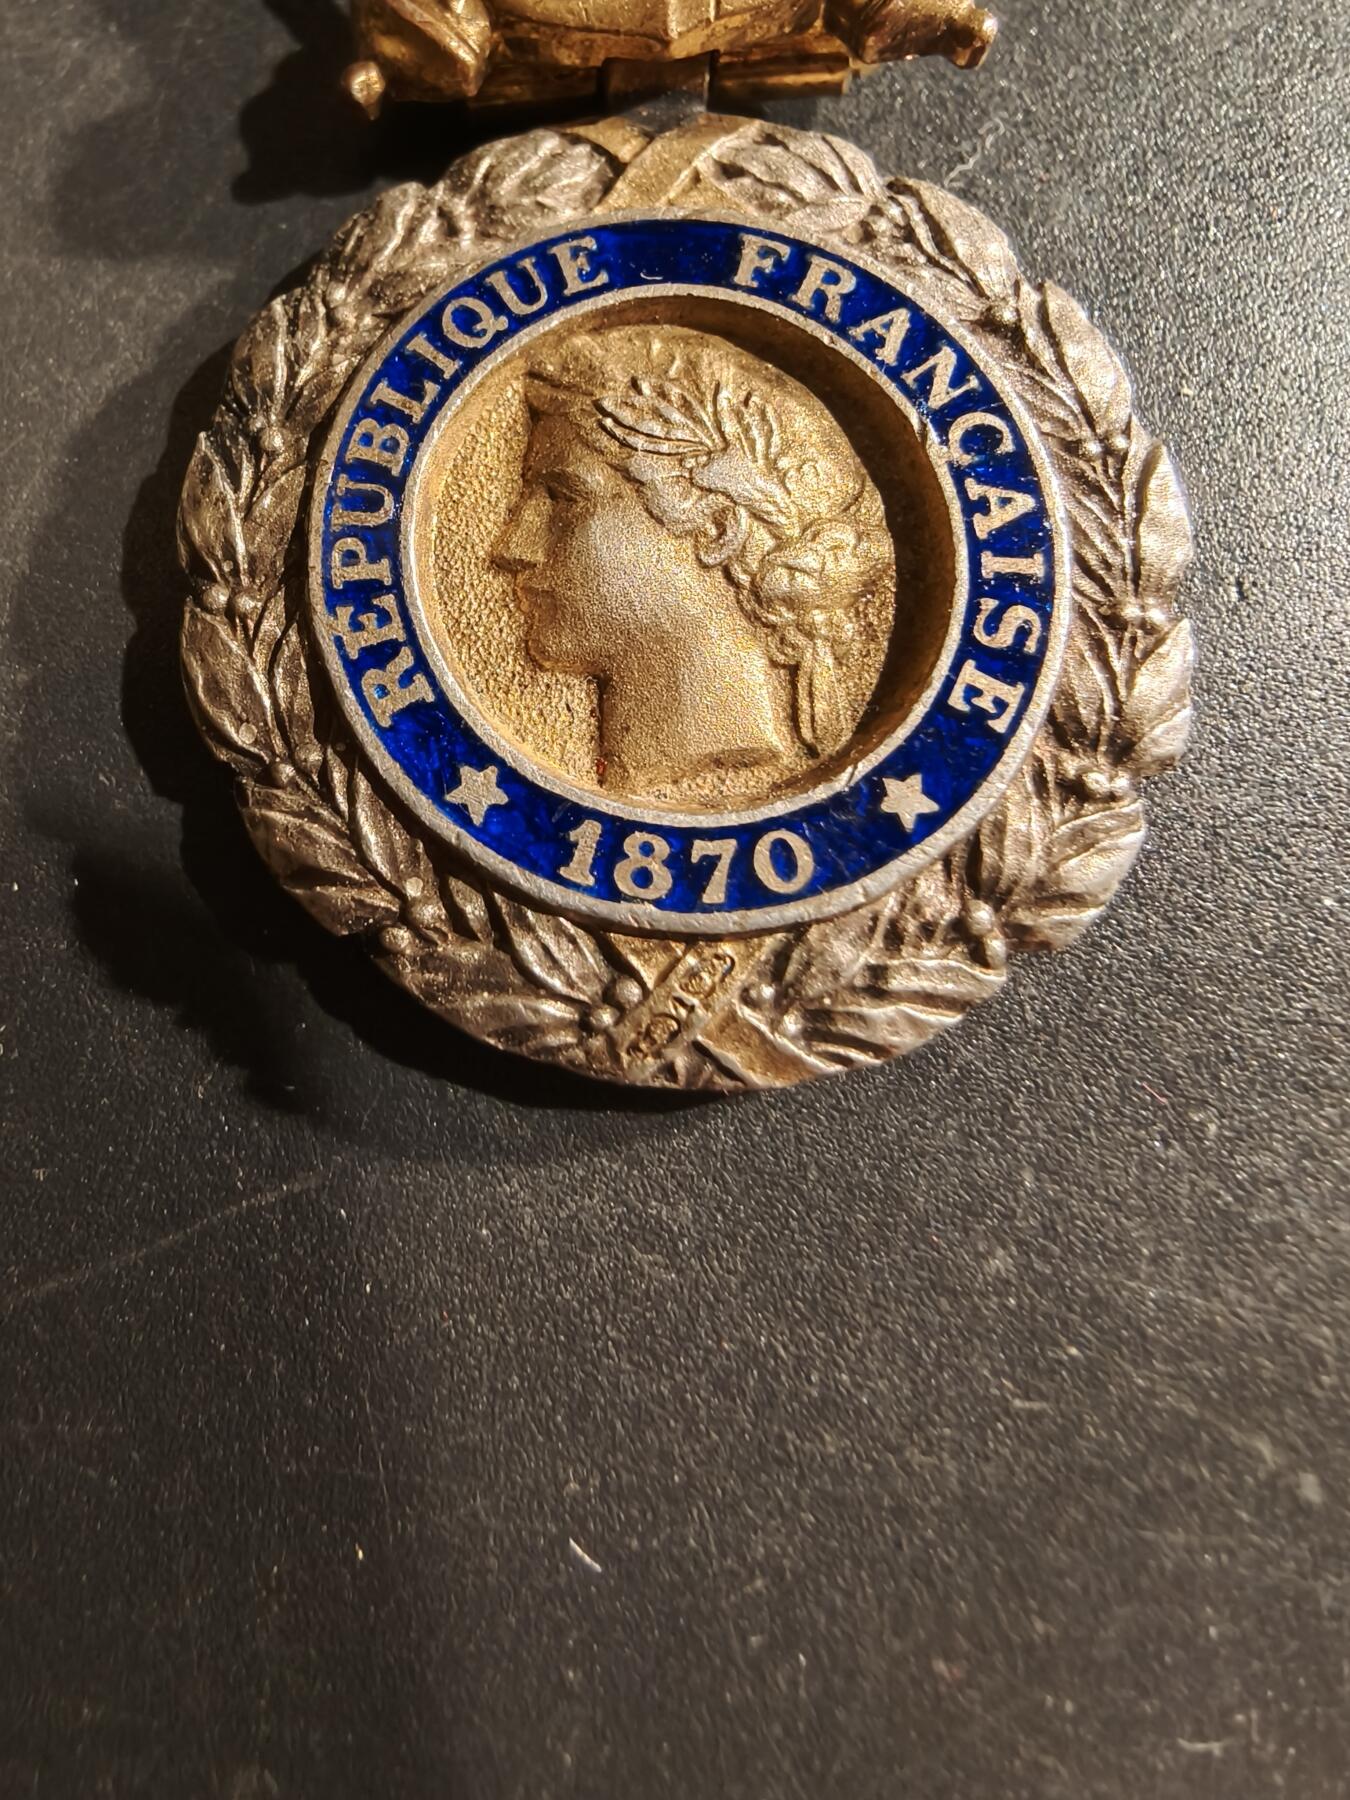 RÉPUBLIQUE FRANÇAISE
★ 1870 ★